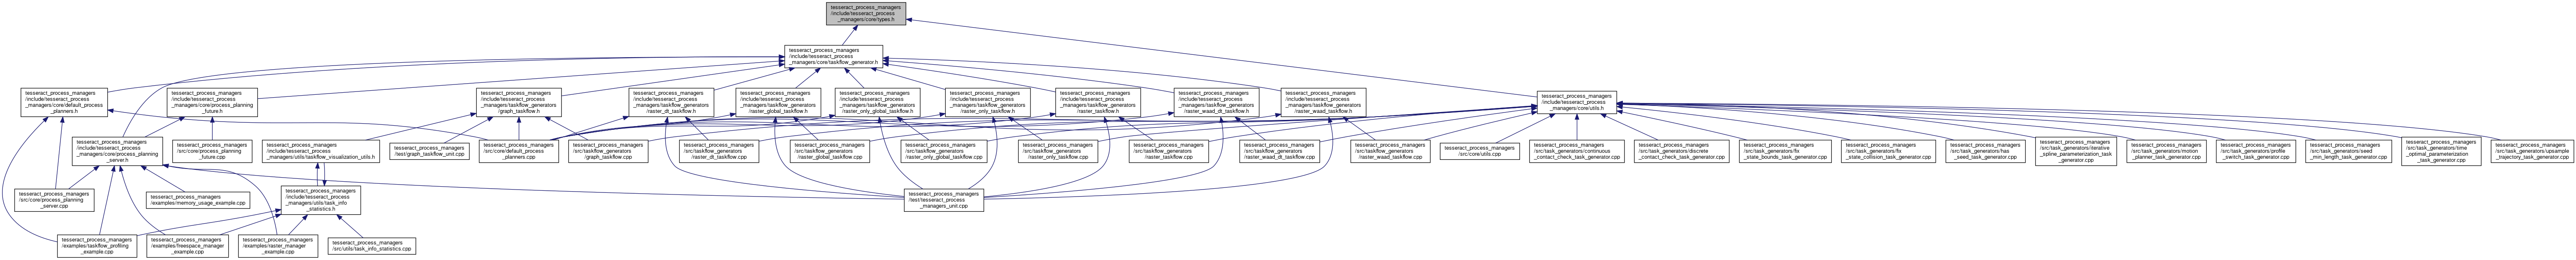 tesseract_process_managers
/include/tesseract_process
_managers/core/types.h
tesseract_process_managers
/include/tesseract_process
_managers/core/taskflow_generator.h
tesseract_process_managers
/include/tesseract_process
_managers/core/default_process
_planners.h
tesseract_process_managers
/include/tesseract_process
_managers/core/process_planning
_future.h
tesseract_process_managers
/include/tesseract_process
_managers/taskflow_generators
/graph_taskflow.h
tesseract_process_managers
/include/tesseract_process
_managers/taskflow_generators
/raster_dt_taskflow.h
tesseract_process_managers
/include/tesseract_process
_managers/taskflow_generators
/raster_global_taskflow.h
tesseract_process_managers
/include/tesseract_process
_managers/taskflow_generators
/raster_only_global_taskflow.h
tesseract_process_managers
/include/tesseract_process
_managers/taskflow_generators
/raster_only_taskflow.h
tesseract_process_managers
/include/tesseract_process
_managers/taskflow_generators
/raster_taskflow.h
tesseract_process_managers
/include/tesseract_process
_managers/taskflow_generators
/raster_waad_dt_taskflow.h
tesseract_process_managers
/include/tesseract_process
_managers/taskflow_generators
/raster_waad_taskflow.h
tesseract_process_managers
/include/tesseract_process
_managers/core/utils.h
tesseract_process_managers
/include/tesseract_process
_managers/core/process_planning
_server.h
tesseract_process_managers
/src/core/process_planning
_future.cpp
tesseract_process_managers
/include/tesseract_process
_managers/utils/taskflow_visualization_utils.h
tesseract_process_managers
/test/graph_taskflow_unit.cpp
tesseract_process_managers
/src/core/default_process
_planners.cpp
tesseract_process_managers
/src/taskflow_generators
/graph_taskflow.cpp
tesseract_process_managers
/src/taskflow_generators
/raster_dt_taskflow.cpp
tesseract_process_managers
/src/taskflow_generators
/raster_global_taskflow.cpp
tesseract_process_managers
/src/taskflow_generators
/raster_only_global_taskflow.cpp
tesseract_process_managers
/src/taskflow_generators
/raster_only_taskflow.cpp
tesseract_process_managers
/src/taskflow_generators
/raster_taskflow.cpp
tesseract_process_managers
/src/taskflow_generators
/raster_waad_dt_taskflow.cpp
tesseract_process_managers
/src/taskflow_generators
/raster_waad_taskflow.cpp
tesseract_process_managers
/src/core/utils.cpp
tesseract_process_managers
/src/task_generators/continuous
_contact_check_task_generator.cpp
tesseract_process_managers
/src/task_generators/discrete
_contact_check_task_generator.cpp
tesseract_process_managers
/src/task_generators/fix
_state_bounds_task_generator.cpp
tesseract_process_managers
/src/task_generators/fix
_state_collision_task_generator.cpp
tesseract_process_managers
/src/task_generators/has
_seed_task_generator.cpp
tesseract_process_managers
/src/task_generators/iterative
_spline_parameterization_task
_generator.cpp
tesseract_process_managers
/src/task_generators/motion
_planner_task_generator.cpp
tesseract_process_managers
/src/task_generators/profile
_switch_task_generator.cpp
tesseract_process_managers
/src/task_generators/seed
_min_length_task_generator.cpp
tesseract_process_managers
/src/task_generators/time
_optimal_parameterization
_task_generator.cpp
tesseract_process_managers
/src/task_generators/upsample
_trajectory_task_generator.cpp
tesseract_process_managers
/src/core/process_planning
_server.cpp
tesseract_process_managers
/examples/memory_usage_example.cpp
tesseract_process_managers
/include/tesseract_process
_managers/utils/task_info
_statistics.h
tesseract_process_managers
/test/tesseract_process
_managers_unit.cpp
tesseract_process_managers
/examples/taskflow_profiling
_example.cpp
tesseract_process_managers
/examples/freespace_manager
_example.cpp
tesseract_process_managers
/examples/raster_manager
_example.cpp
tesseract_process_managers
/src/utils/task_info_statistics.cpp